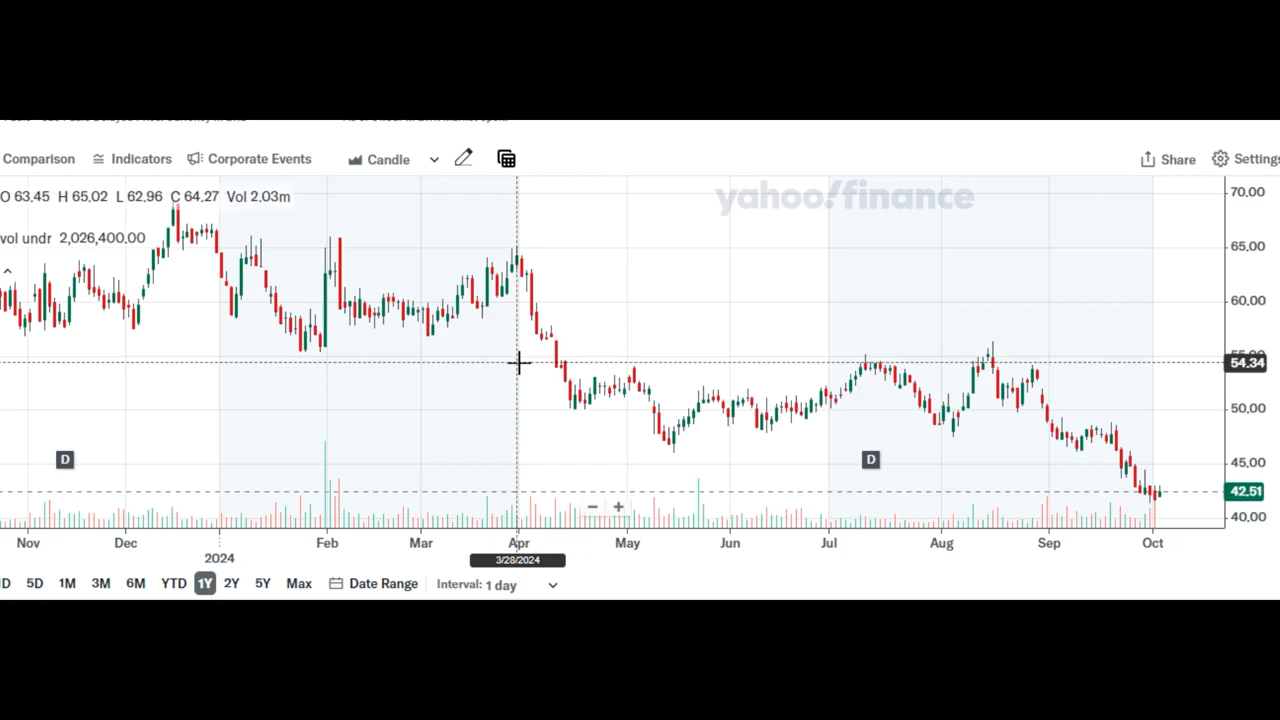 Comparison Indicators Corporate Events Candle Share Settings
O 63.45 H 65.02 L 62.96 C 64.27 Vol 2.03m
yahoo!finance
vol undr 2,026,400.00
70.00
65.00
60.00
54.34
50.00
D D
45.00
42.51
40.00
Nov Dec Feb Mar Apr May Jun Jul Aug Sep Oct
2024 3/28/2024
5D 1M 3M 6M YTD 1Y 2Y 5Y Max Date Range Interval: 1 day